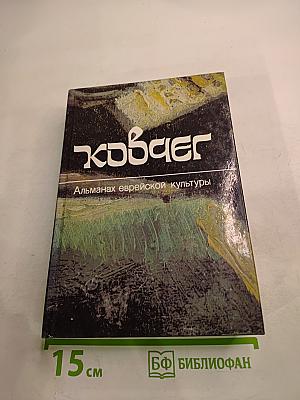 ковчег
Альманах еврейской культуры
15 см
БФ БИБЛИОФАН